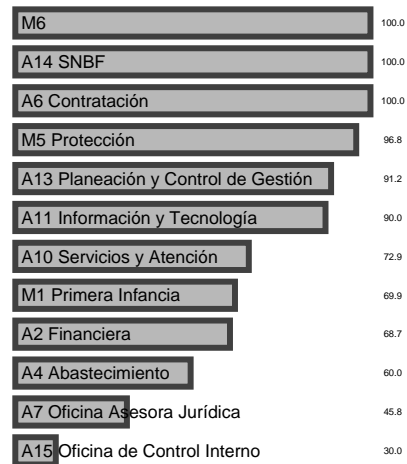 M6 100.0
A14 SNBF 100.0
A6 Contratación 100.0
M5 Protección 96.8
A13 Planeación y Control de Gestión 91.2
A11 Información y Tecnología 90.0
A10 Servicios y Atención 72.9
M1 Primera Infancia 69.9
A2 Financiera 68.7
A4 Abastecimiento 60.0
A7 Oficina Asesora Jurídica 45.8
A15 Oficina de Control Interno 30.0